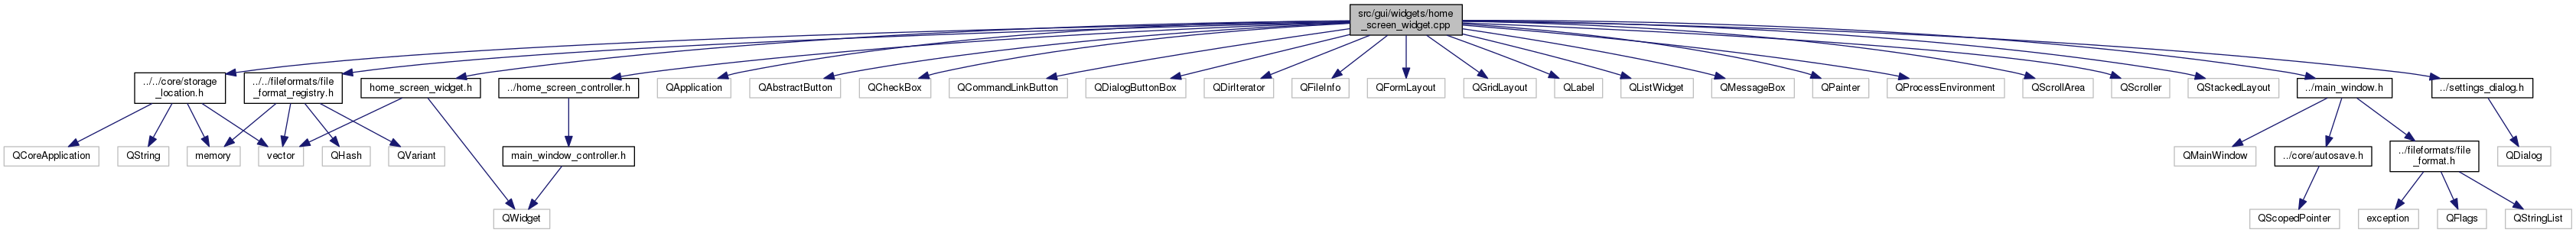 src/gui/widgets/home
_screen_widget.cpp
../../core/storage
_location.h
../../fileformats/file
_format_registry.h
home_screen_widget.h
../home_screen_controller.h
QApplication
QAbstractButton
QCheckBox
QCommandLinkButton
QDialogButtonBox
QDirIterator
QFileInfo
QFormLayout
QGridLayout
QLabel
QListWidget
QMessageBox
QPainter
QProcessEnvironment
QScrollArea
QScroller
QStackedLayout
../main_window.h
../settings_dialog.h
QCoreApplication
QString
memory
vector
QHash
QVariant
main_window_controller.h
QMainWindow
../core/autosave.h
../fileformats/file
_format.h
QDialog
QWidget
QScopedPointer
exception
QFlags
QStringList